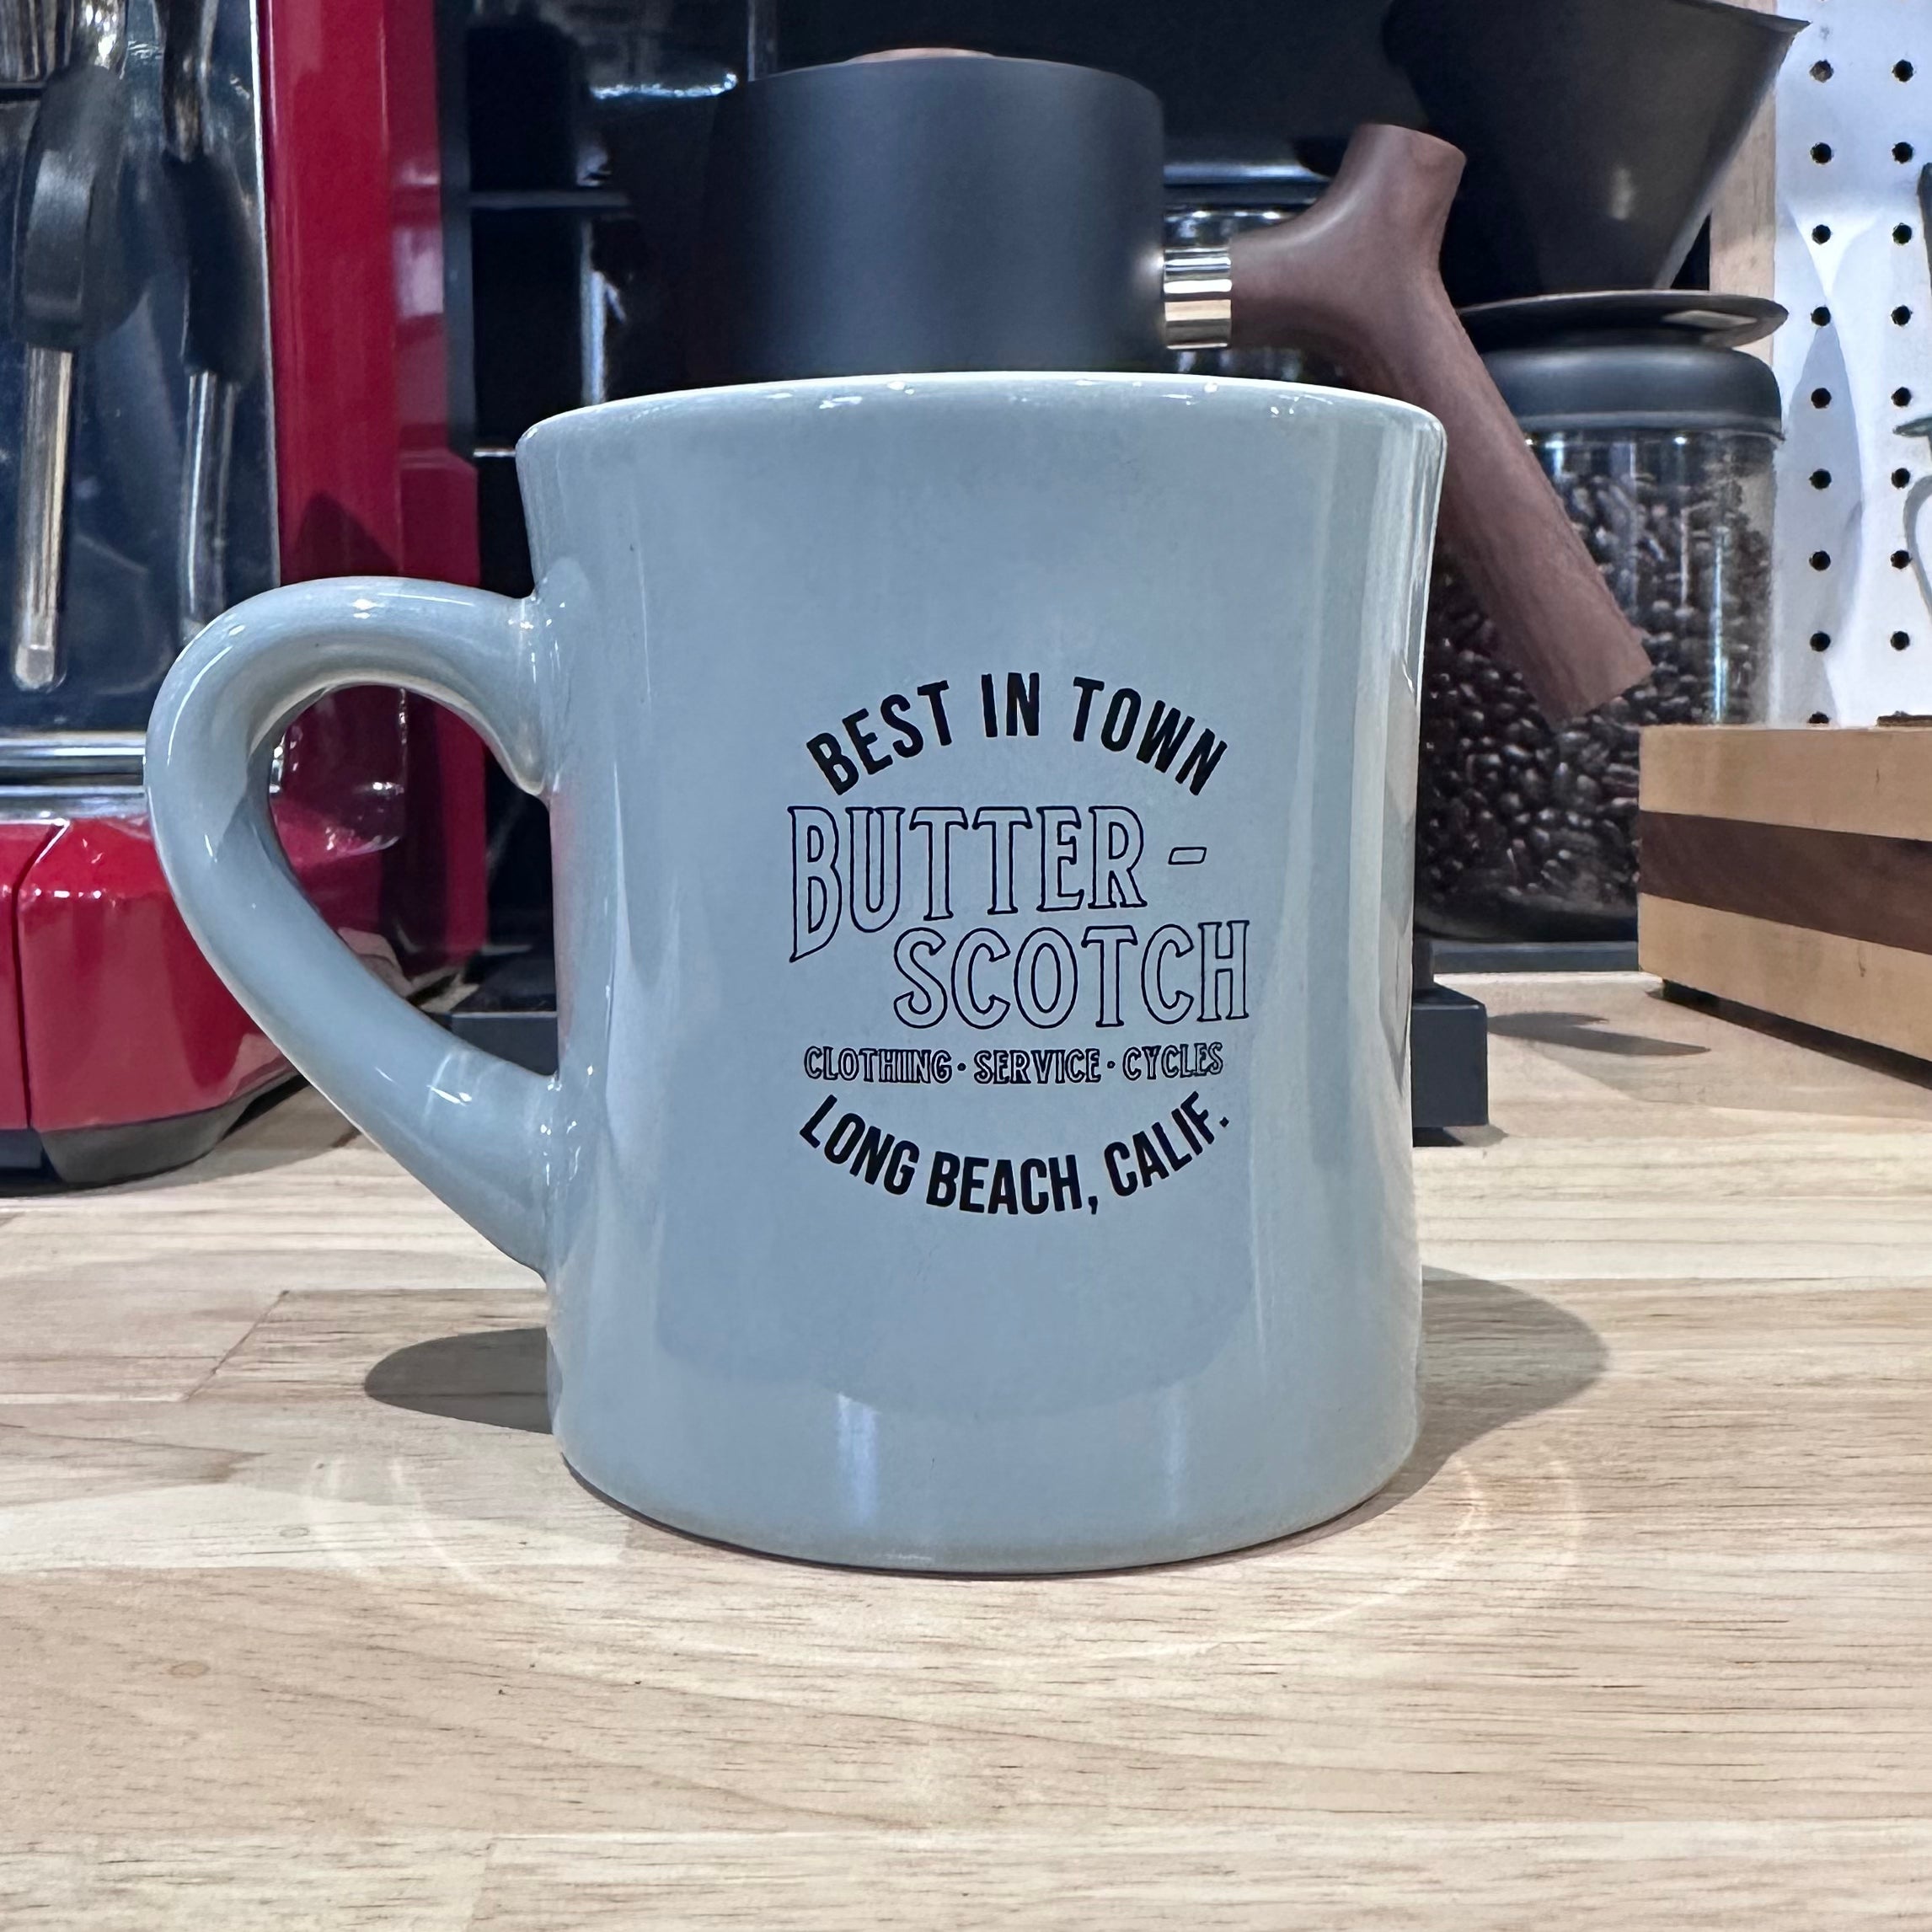 BEST IN TOWN
BUTTER-
SCOTCH
CLOTHING · SERVICE · CYCLES
LONG BEACH, CALIF.